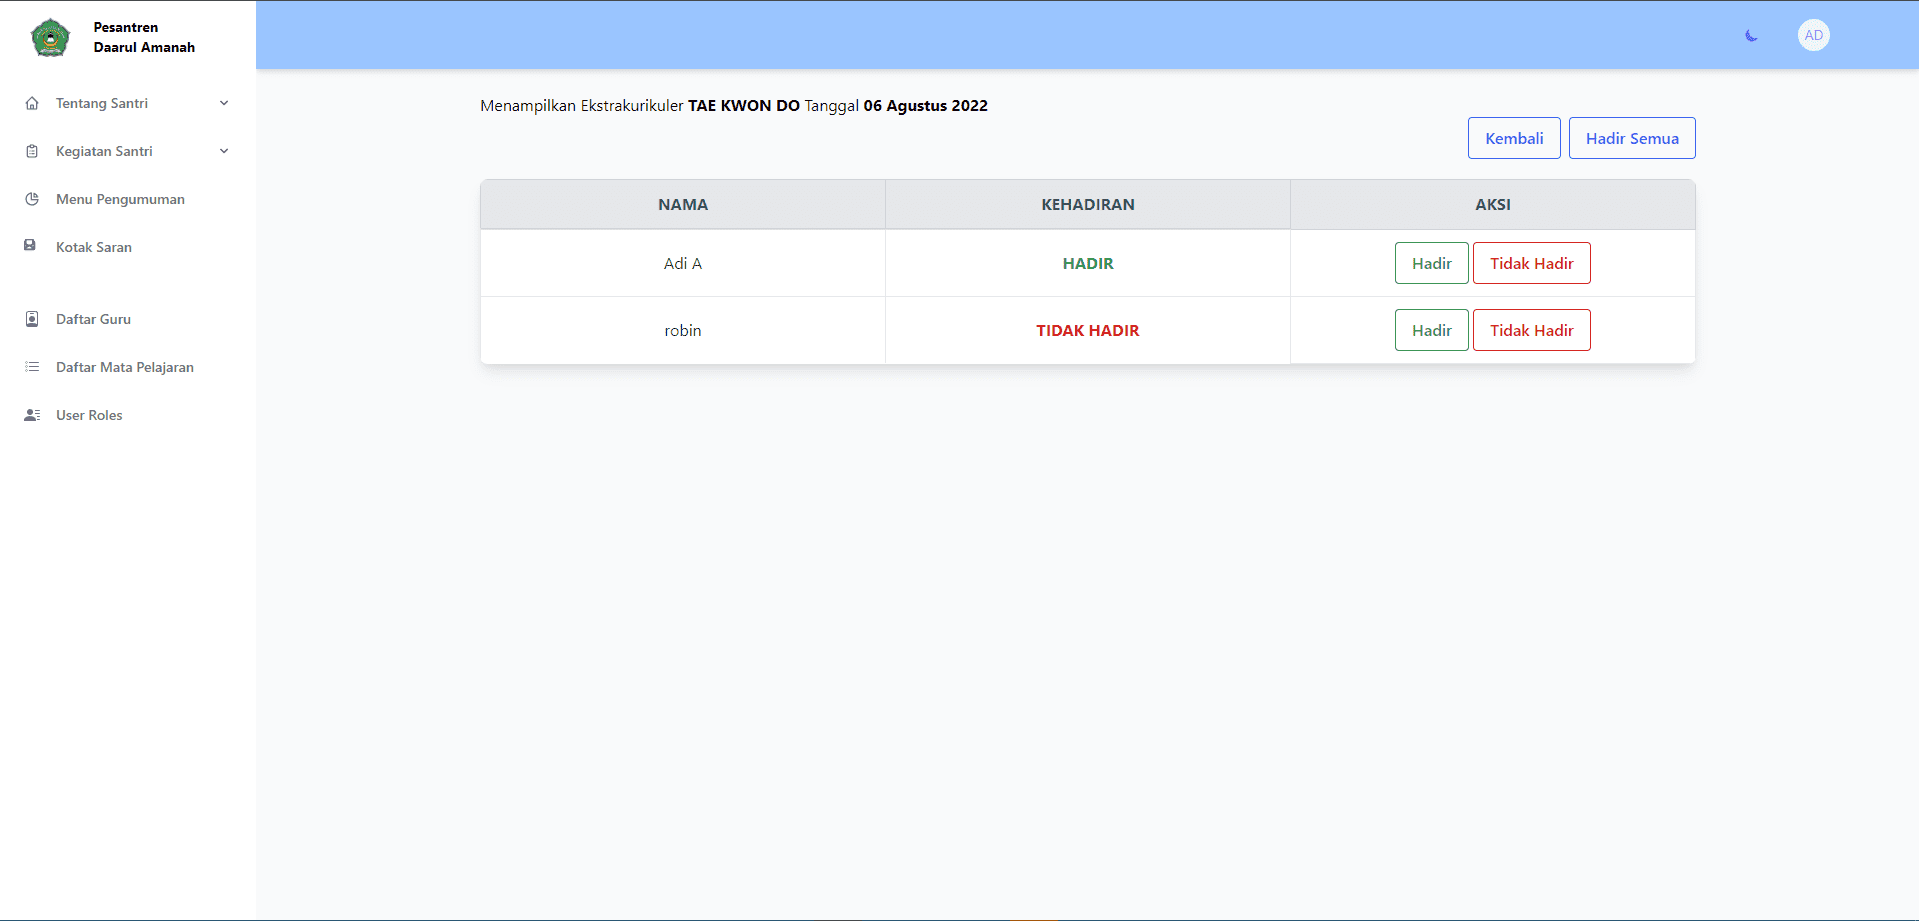 Pesantren
Daarul Amanah
AD
Tentang Santri
Kegiatan Santri
Menu Pengumuman
Kotak Saran
Daftar Guru
Daftar Mata Pelajaran
User Roles
Menampilkan Ekstrakurikuler TAE KWON DO Tanggal 06 Agustus 2022
Kembali Hadir Semua
NAMA KEHADIRAN AKSI
Adi A HADIR Hadir Tidak Hadir
robin TIDAK HADIR Hadir Tidak Hadir